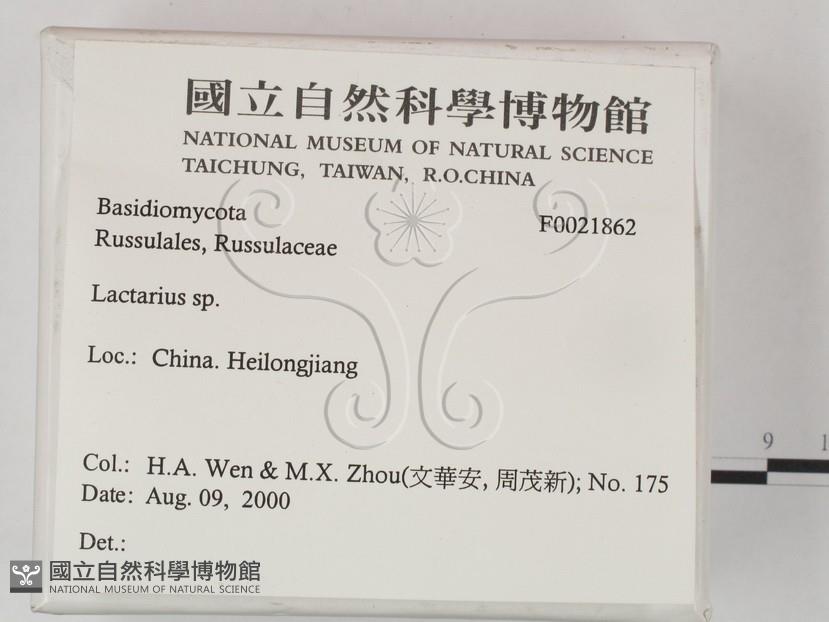 國立自然科學博物館
NATIONAL MUSEUM OF NATURAL SCIENCE
TAICHUNG, TAIWAN, R.O.CHINA
Basidiomycota
F0021862
Russulales, Russulaceae
Lactarius sp.
Loc.: China. Heilongjiang
Col.: H.A. Wen & M.X. Zhou(文華安, 周茂新); No. 175
Date: Aug. 09, 2000
Det.:
9
1
國立自然科學博物館
NATIONAL MUSEUM OF NATURAL SCIENCE